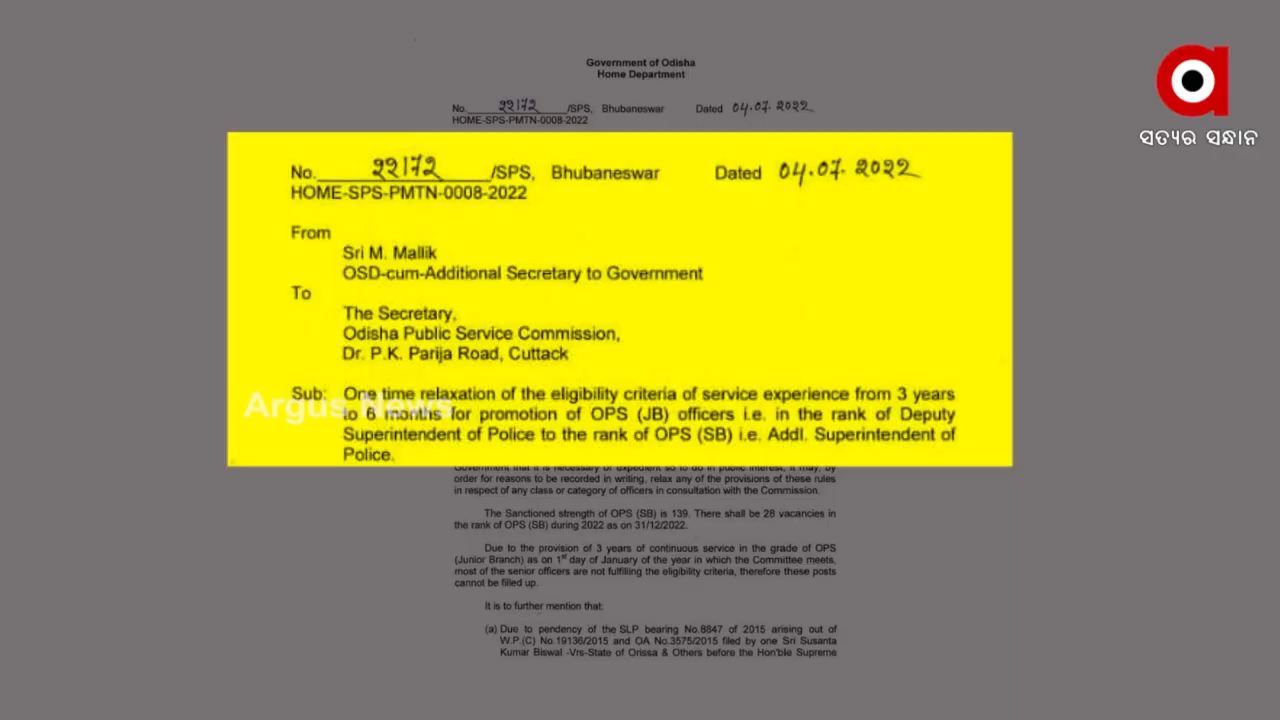 Government of Odisha
Home Department
No. 22172 /SPS, Bhubaneswar Dated 04.07.2022
HOME-SPS-PMTN-0008-2022
ସତ୍ୟର ସନ୍ଧାନ
No. 22172 /SPS, Bhubaneswar Dated 04.07.2022
HOME-SPS-PMTN-0008-2022
From
Sri M. Mallik
OSD-cum-Additional Secretary to Government
To
The Secretary,
Odisha Public Service Commission,
Dr. P.K. Parija Road, Cuttack
Sub: One time relaxation of the eligibility criteria of service experience from 3 years
to 6 months for promotion of OPS (JB) officers i.e. in the rank of Deputy
Superintendent of Police to the rank of OPS (SB) i.e. Addl. Superintendent of
Police.
Argus News
Government that it is necessary or expedient so to do in public interest, it may, by
order for reasons to be recorded in writing, relax any of the provisions of these rules
in respect of any class or category of officers in consultation with the Commission.
The Sanctioned strength of OPS (SB) is 139. There shall be 28 vacancies in
the rank of OPS (SB) during 2022 as on 31/12/2022.
Due to the provision of 3 years of continuous service in the grade of OPS
(Junior Branch) as on 1st day of January of the year in which the Committee meets,
most of the senior officers are not fulfilling the eligibility criteria, therefore these posts
cannot be filled up.
It is to further mention that.
(a) Due to pendency of the SLP bearing No.8847 of 2015 arising out of
W.P.(C) No.19136/2015 and OA No.3575/2015 filed by one Sri Susanta
Kumar Biswal -Vrs-State of Orissa & Others before the Hon'ble Supreme